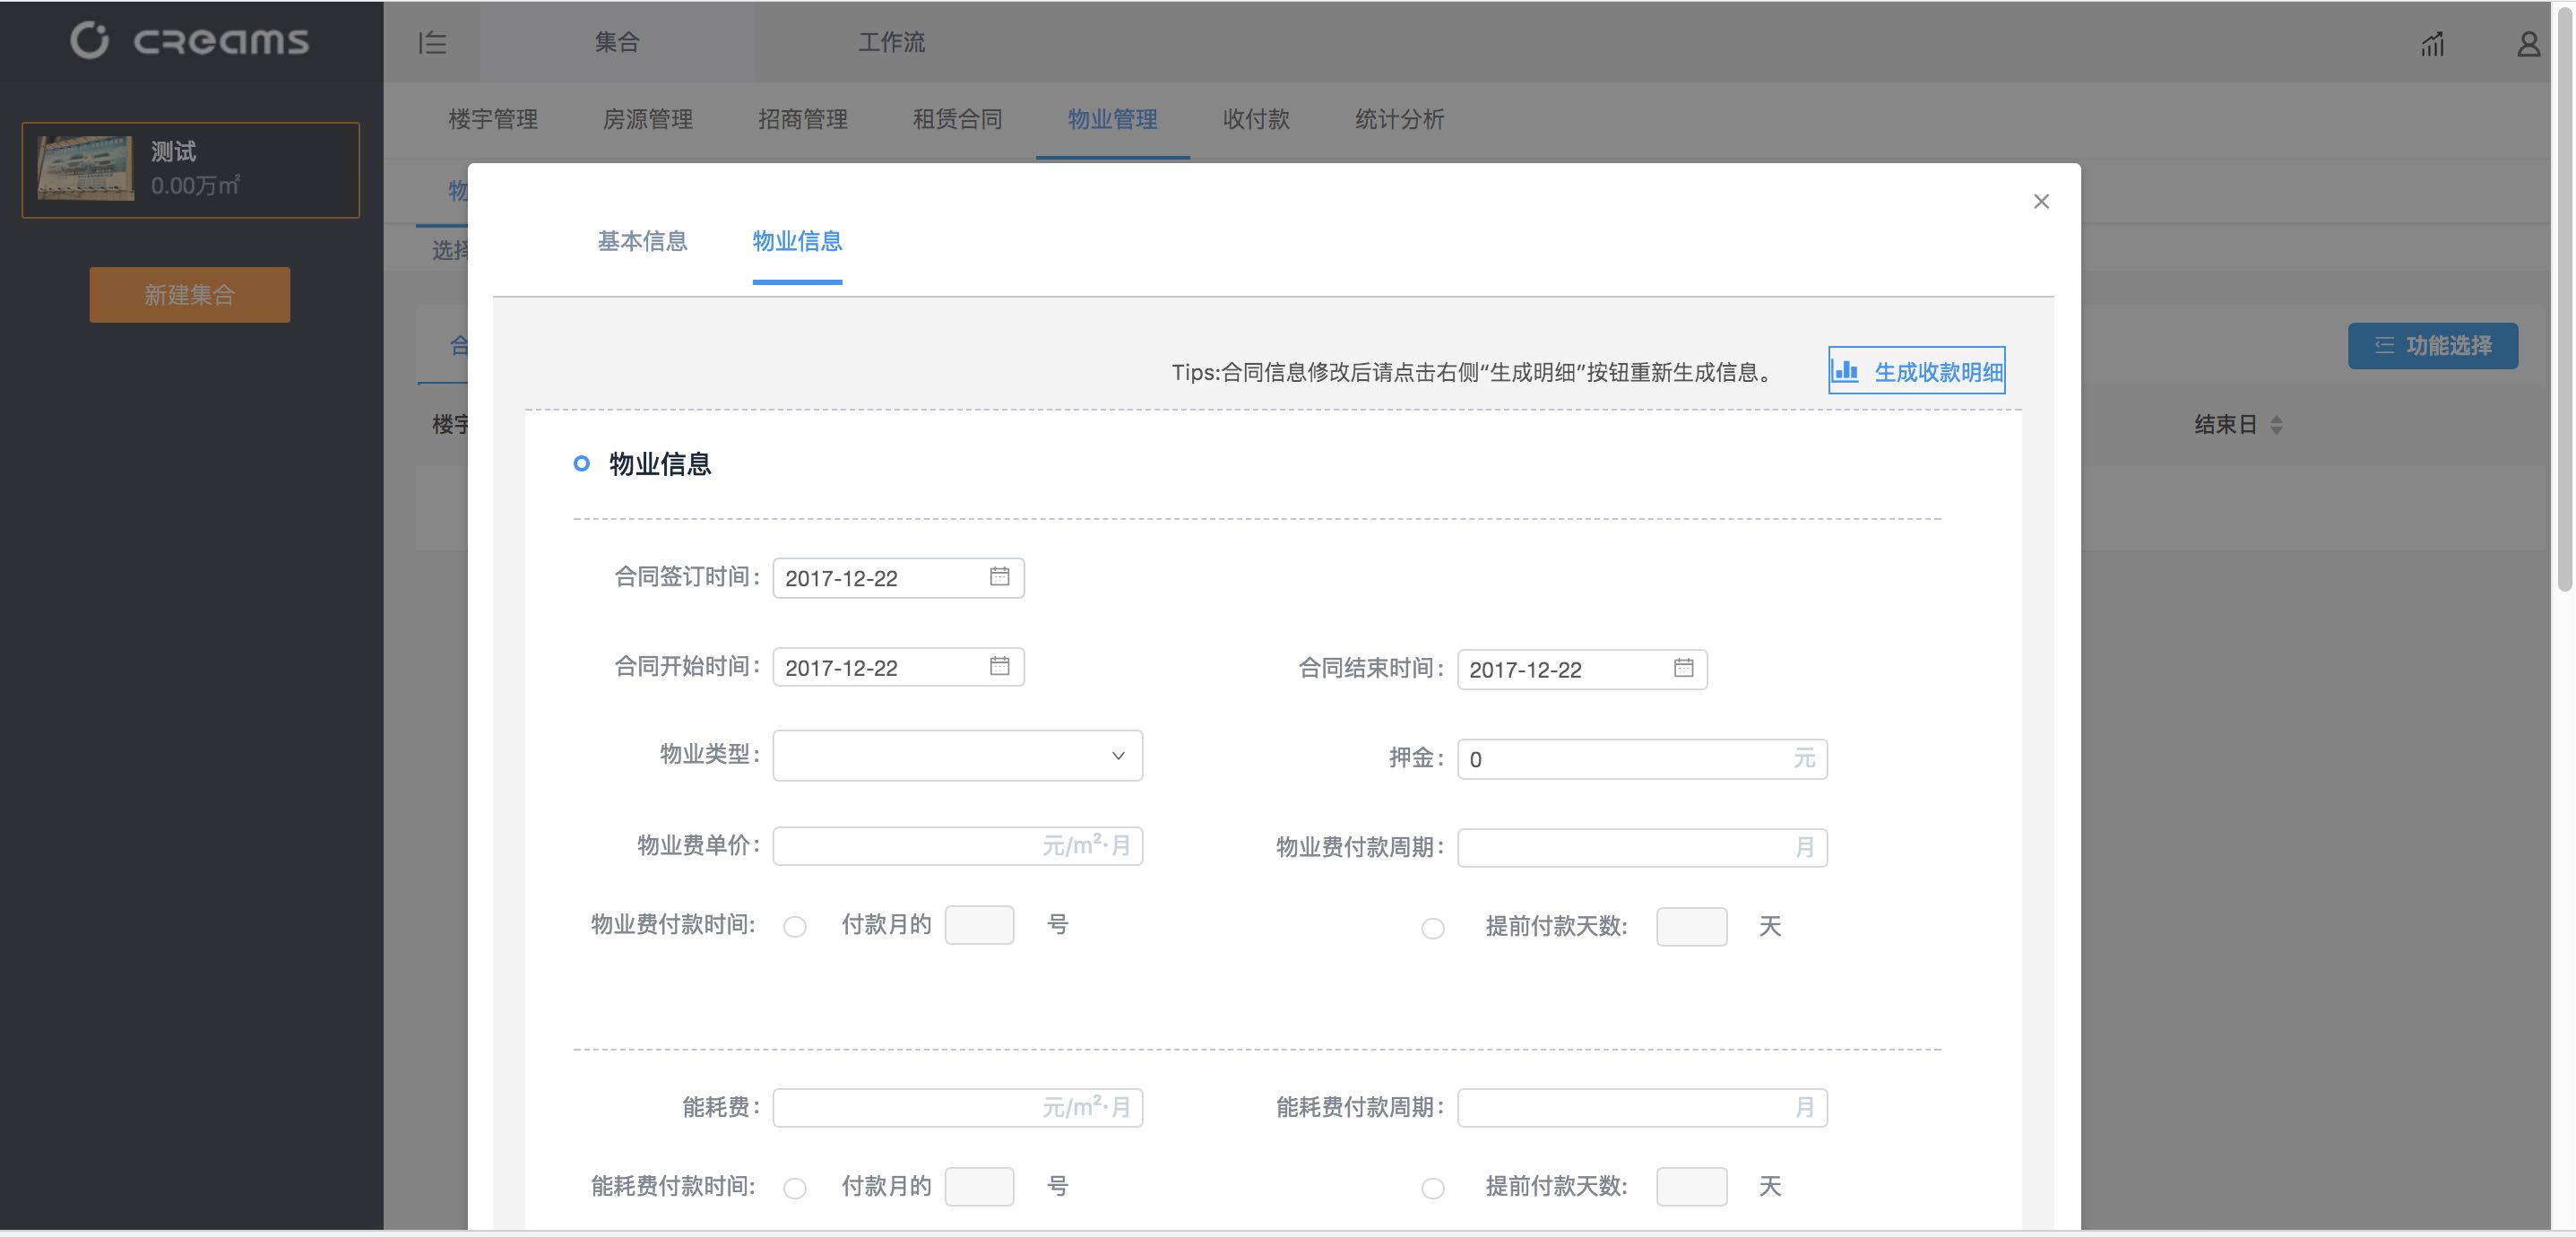 CREAMS
集合
工作流
测试
0.00万㎡
新建集合
楼宇管理
房源管理
招商管理
租赁合同
物业管理
收付款
统计分析
物
选择
合
功能选择
楼宇
结束日
基本信息
物业信息
Tips:合同信息修改后请点击右侧“生成明细”按钮重新生成信息。
生成收款明细
物业信息
合同签订时间: 2017-12-22
合同开始时间: 2017-12-22
合同结束时间: 2017-12-22
物业类型:
押金: 0 元
物业费单价: 元/m²·月
物业费付款周期: 月
物业费付款时间: 付款月的 号
提前付款天数: 天
能耗费: 元/m²·月
能耗费付款周期: 月
能耗费付款时间: 付款月的 号
提前付款天数: 天